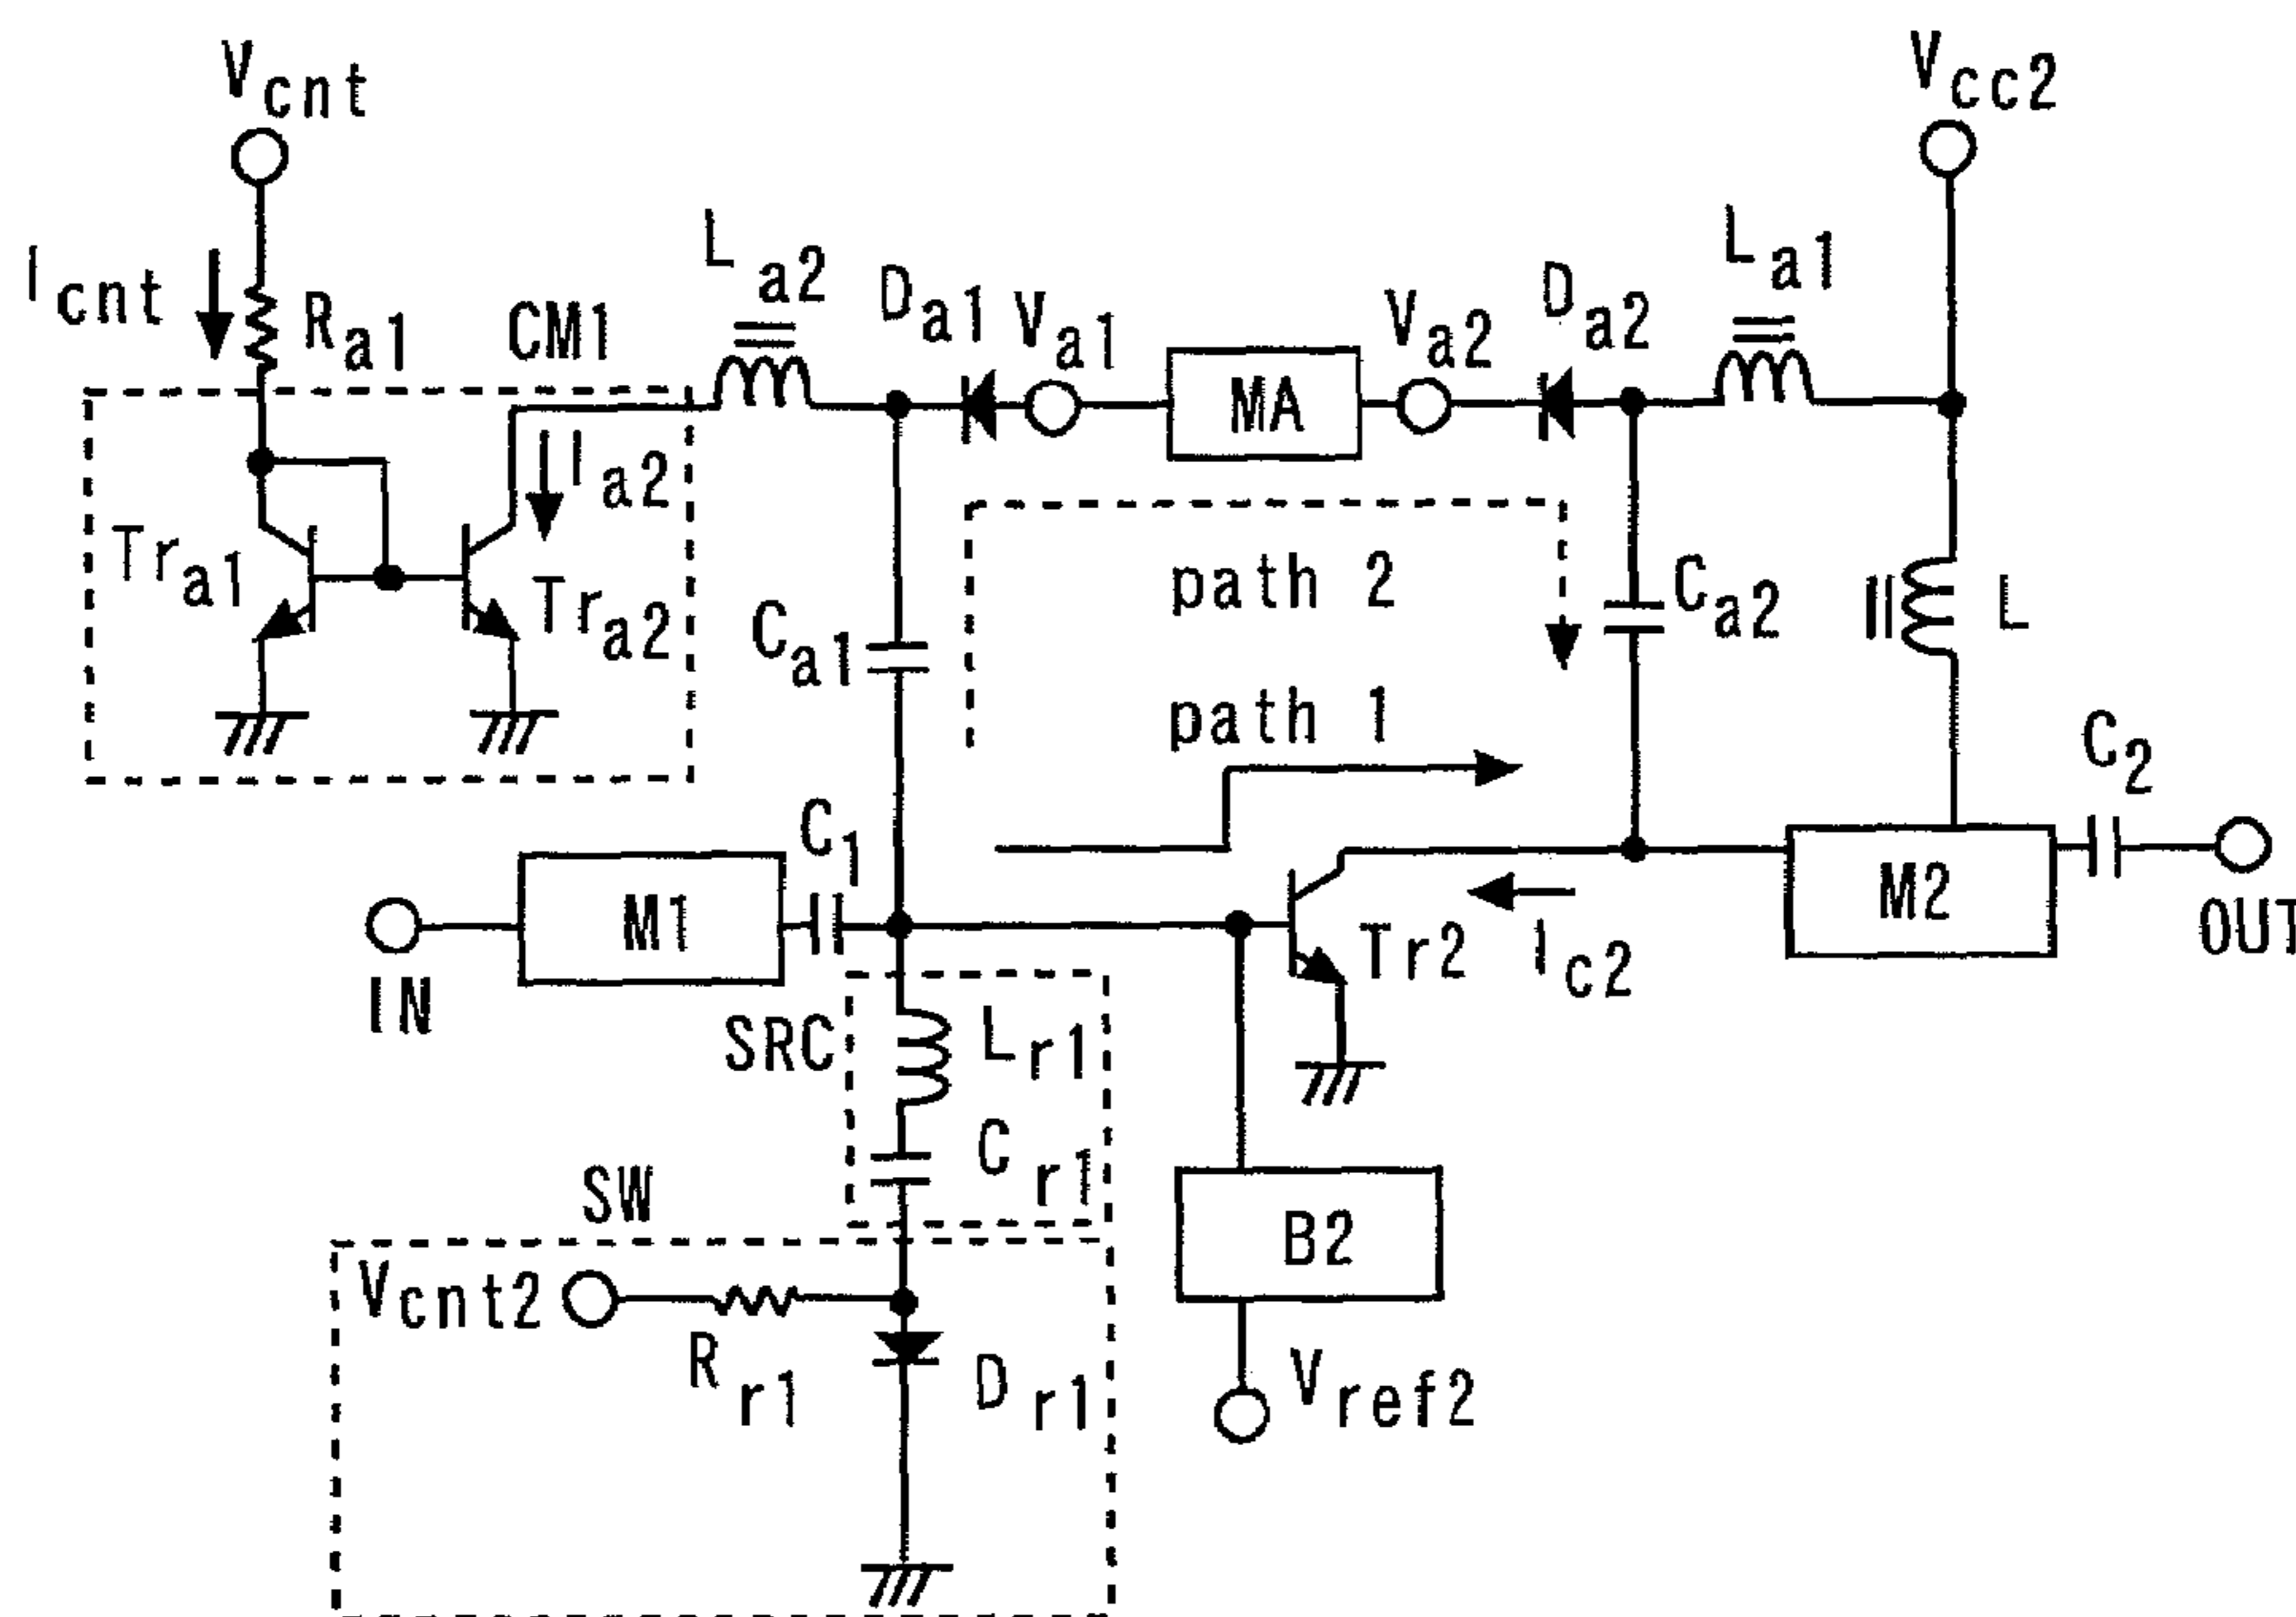 Vcnt
Vcc2
Icnt
Ra1
CM1
La2
Da1
Va1
MA
Va2
Da2
La1
Ia2
Tra1
Tra2
Ca1
path 2
Ca2
L
path 1
C1
C2
M1
M2
IN
OUT
Tr2
Ic2
SRC
Lr1
Cr1
SW
B2
Vcnt2
Rr1
Dr1
Vref2